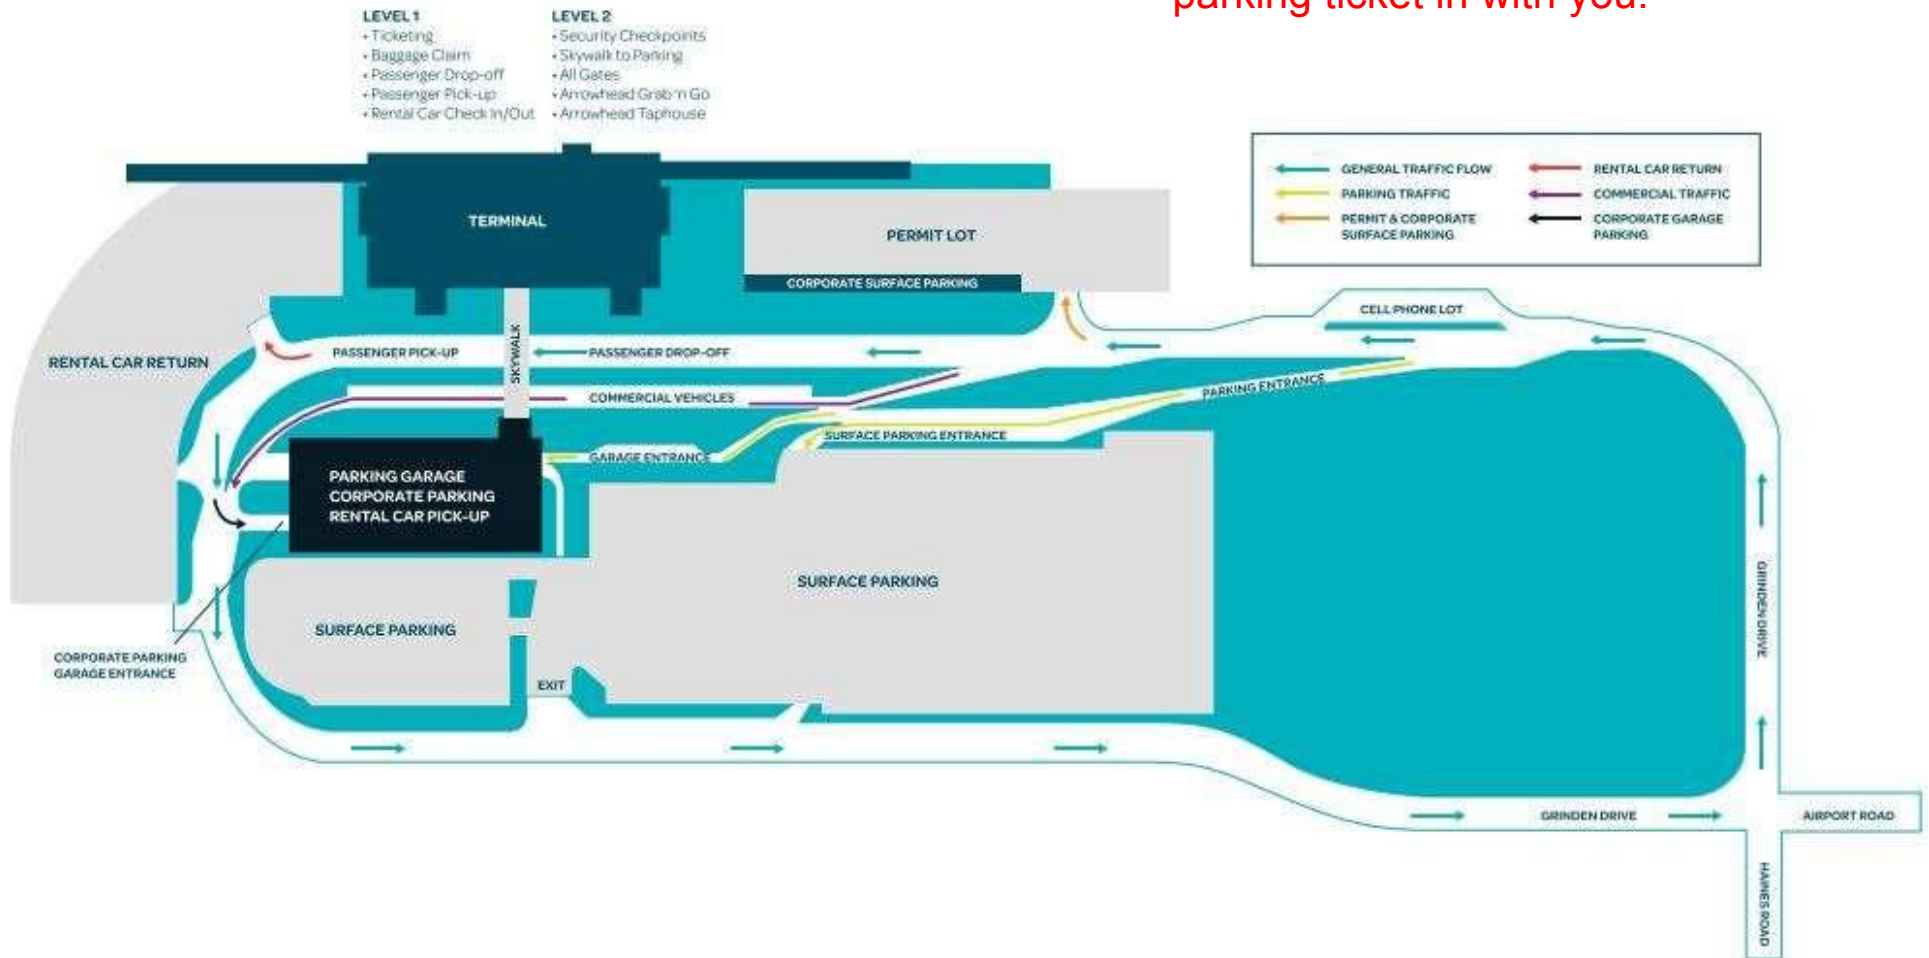 parking ticket in with you.
LEVEL 1
• Ticketing
• Baggage Claim
• Passenger Drop-off
• Passenger Pick-up
• Rental Car Check In/Out
LEVEL 2
• Security Checkpoints
• Skywalk to Parking
• All Gates
• Arrowhead Grab 'n Go
• Arrowhead Taphouse
GENERAL TRAFFIC FLOW
PARKING TRAFFIC
PERMIT & CORPORATE
SURFACE PARKING
RENTAL CAR RETURN
COMMERCIAL TRAFFIC
CORPORATE GARAGE
PARKING
TERMINAL
PERMIT LOT
CORPORATE SURFACE PARKING
CELL PHONE LOT
RENTAL CAR RETURN
PASSENGER PICK-UP
SKYWALK
PASSENGER DROP-OFF
PARKING ENTRANCE
COMMERCIAL VEHICLES
SURFACE PARKING ENTRANCE
GARAGE ENTRANCE
PARKING GARAGE
CORPORATE PARKING
RENTAL CAR PICK-UP
SURFACE PARKING
SURFACE PARKING
GRINDEN DRIVE
CORPORATE PARKING
GARAGE ENTRANCE
EXIT
GRINDEN DRIVE
AIRPORT ROAD
HAINES ROAD